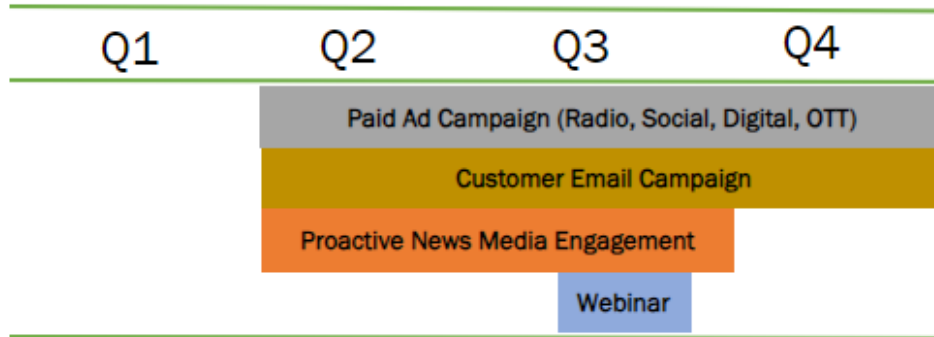 Q1 Q2 Q3 Q4
Paid Ad Campaign (Radio, Social, Digital, OTT)
Customer Email Campaign
Proactive News Media Engagement
Webinar